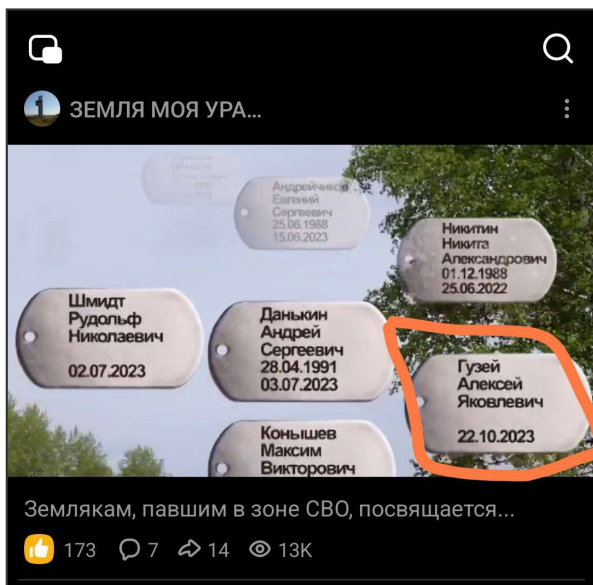 ЗЕМЛЯ МОЯ УРА...
Андрейчиков
Евгений
Сергеевич
25.06.1988
15.06.2023
Никитин
Никита
Александрович
01.12.1988
25.06.2022
Шмидт
Рудольф
Николаевич
02.07.2023
Данькин
Андрей
Сергеевич
28.04.1991
03.07.2023
Гузей
Алексей
Яковлевич
22.10.2023
Конышев
Максим
Викторович
Землякам, павшим в зоне СВО, посвящается...
173 7 14 13K